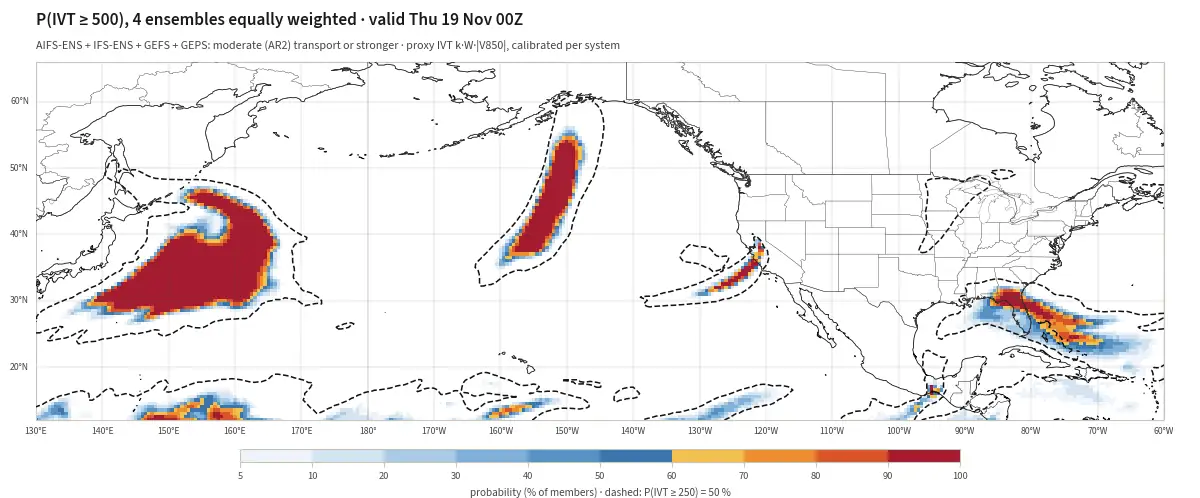 P(IVT ≥ 500), 4 ensembles equally weighted · valid Thu 19 Nov 00Z
AIFS-ENS + IFS-ENS + GEFS + GEPS: moderate (AR2) transport or stronger · proxy IVT k·W·|V850|, calibrated per system
60°N
50°N
40°N
30°N
20°N
130°E 140°E 150°E 160°E 170°E 180° 170°W 160°W 150°W 140°W 130°W 120°W 110°W 100°W 90°W 80°W 70°W 60°W
5 10 20 30 40 50 60 70 80 90 100
probability (% of members) · dashed: P(IVT ≥ 250) = 50 %